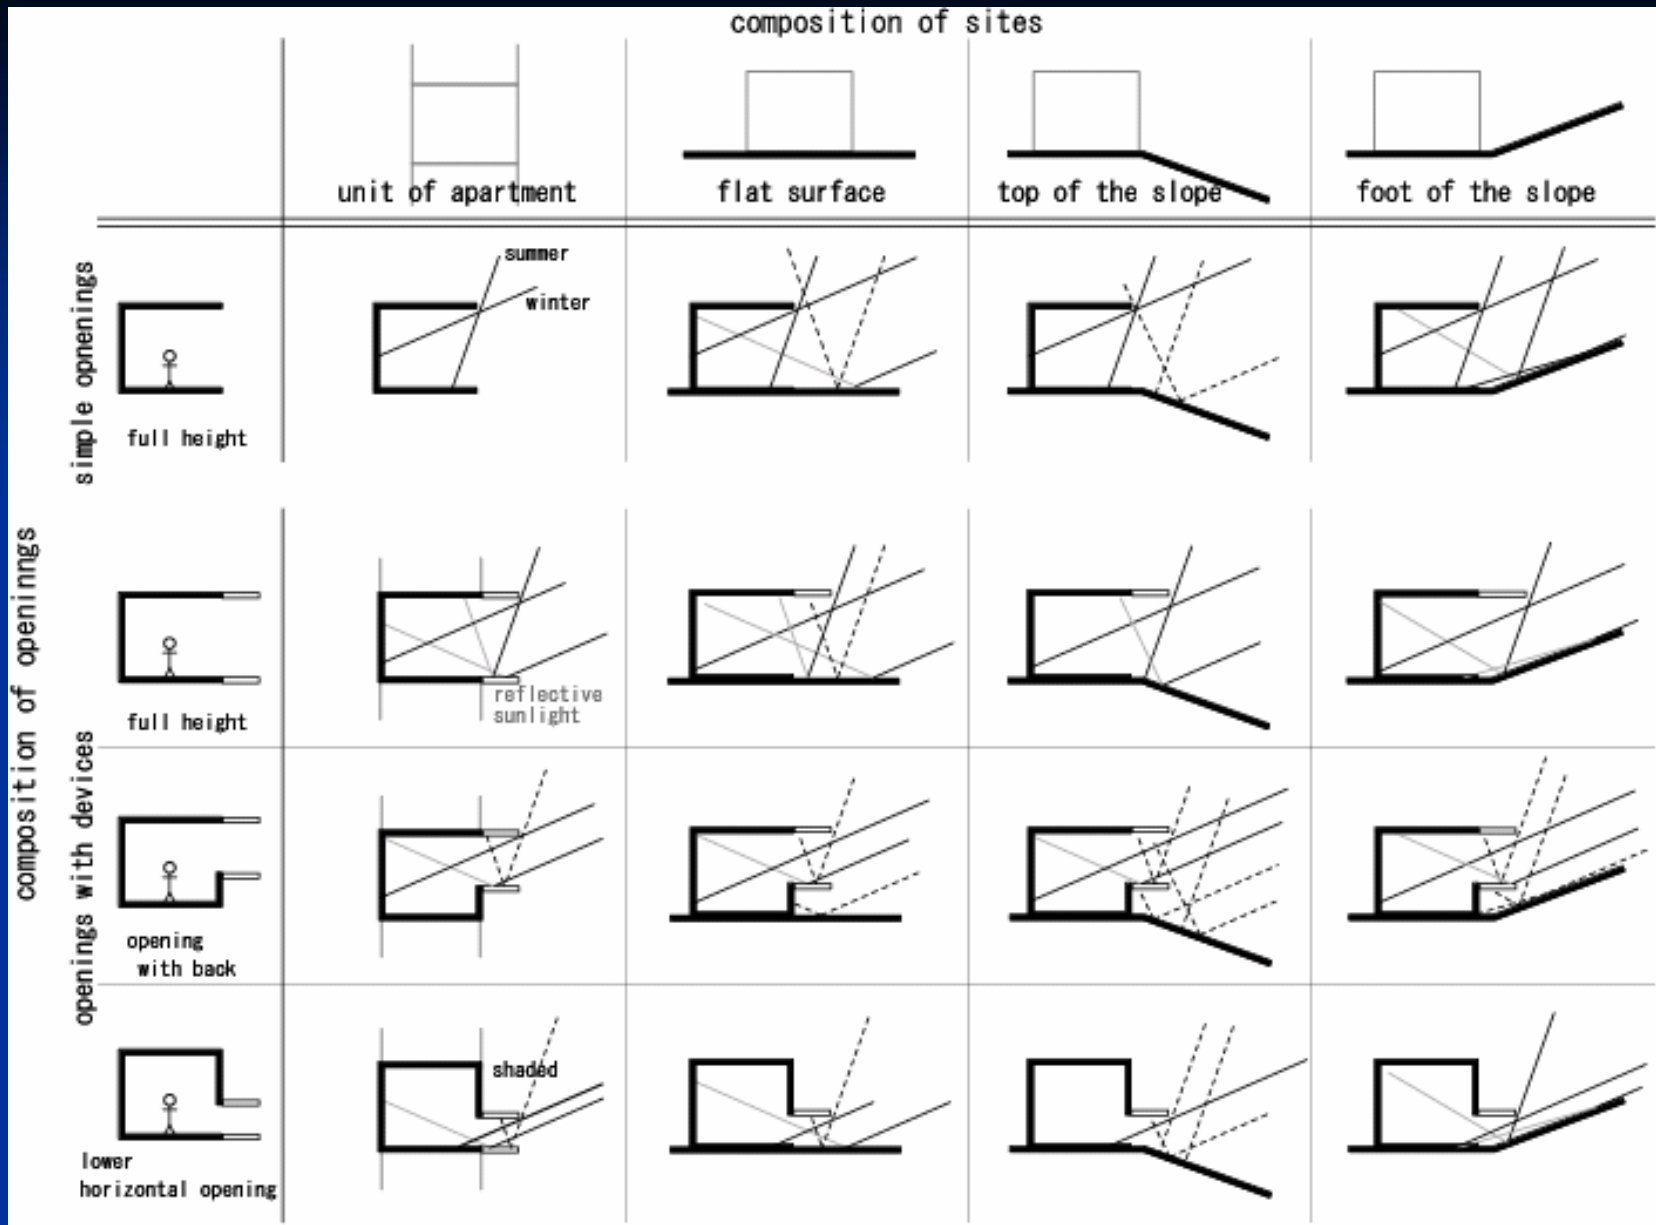 composition of sites
unit of apartment
flat surface
top of the slope
foot of the slope
composition of openinngs
simple openings
full height
summer
winter
openings with devices
full height
reflective
sunlight
opening
with back
lower
horizontal opening
shaded